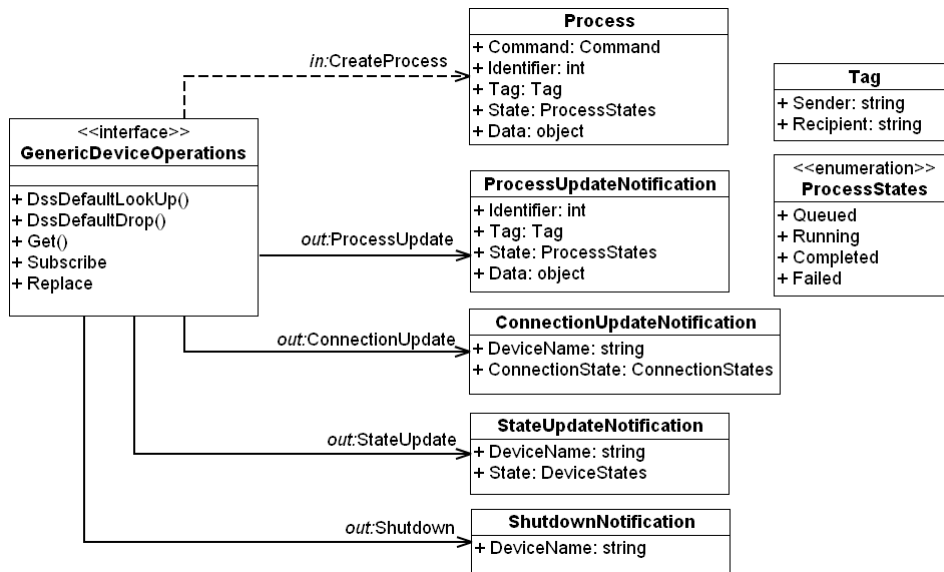 Process
+ Command: Command
+ Identifier: int
+ Tag: Tag
+ State: ProcessStates
+ Data: object
in:CreateProcess
Tag
+ Sender: string
+ Recipient: string
<<interface>>
GenericDeviceOperations
+ DssDefaultLookUp()
+ DssDefaultDrop()
+ Get()
+ Subscribe
+ Replace
<<enumeration>>
ProcessStates
+ Queued
+ Running
+ Completed
+ Failed
ProcessUpdateNotification
+ Identifier: int
+ Tag: Tag
+ State: ProcessStates
+ Data: object
out:ProcessUpdate
ConnectionUpdateNotification
+ DeviceName: string
+ ConnectionState: ConnectionStates
out:ConnectionUpdate
StateUpdateNotification
+ DeviceName: string
+ State: DeviceStates
out:StateUpdate
ShutdownNotification
+ DeviceName: string
out:Shutdown